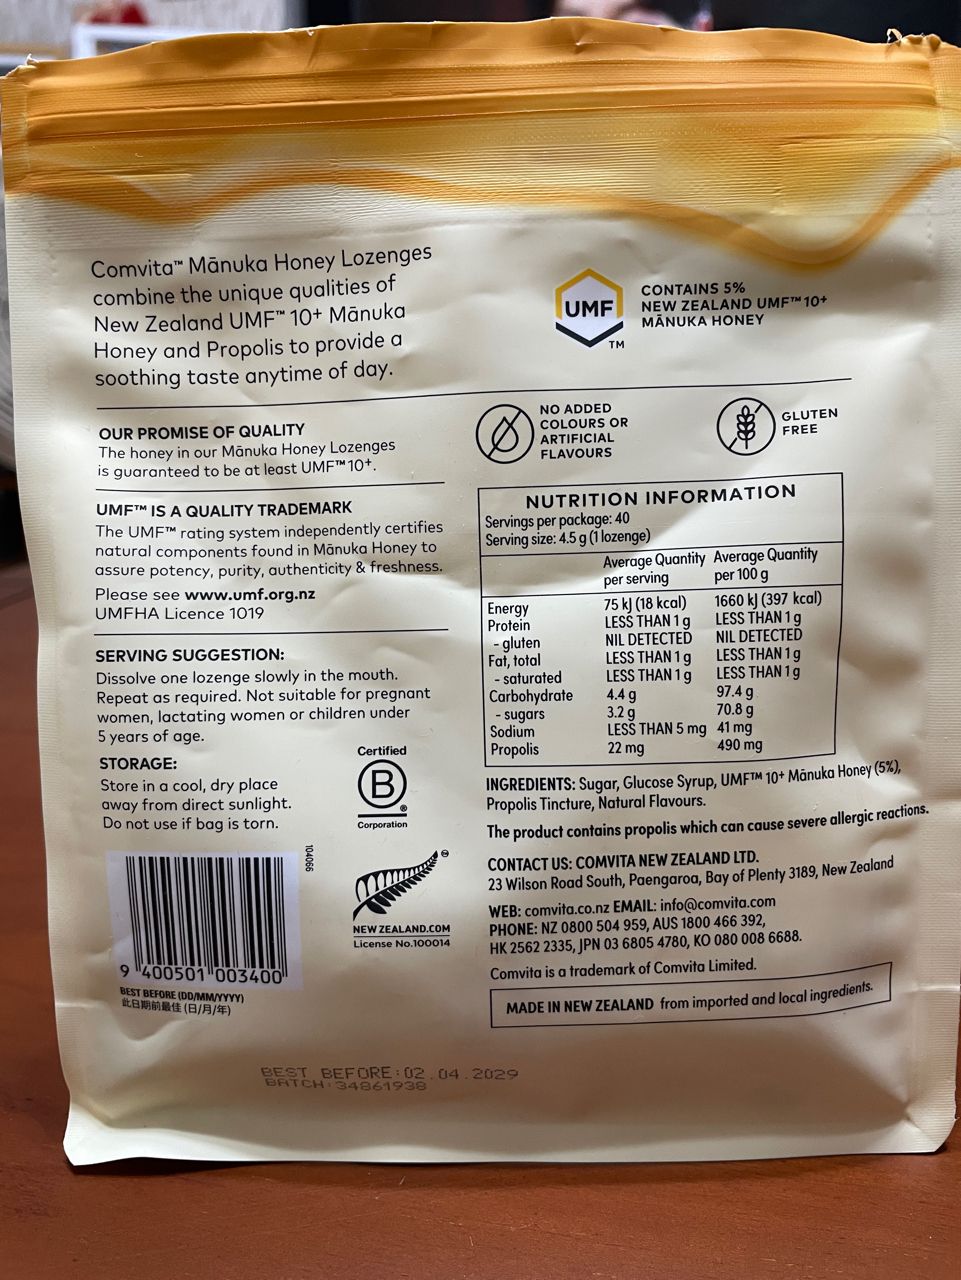 Comvita™ Mānuka Honey Lozenges
combine the unique qualities of
New Zealand UMF™ 10+ Mānuka
Honey and Propolis to provide a
soothing taste anytime of day.
UMF
TM
CONTAINS 5%
NEW ZEALAND UMF™ 10+
MĀNUKA HONEY
OUR PROMISE OF QUALITY
The honey in our Mānuka Honey Lozenges
is guaranteed to be at least UMF™ 10+.
NO ADDED
COLOURS OR
ARTIFICIAL
FLAVOURS
GLUTEN
FREE
UMF™ IS A QUALITY TRADEMARK
The UMF™ rating system independently certifies
natural components found in Mānuka Honey to
assure potency, purity, authenticity & freshness.
Please see www.umf.org.nz
UMFHA Licence 1019
SERVING SUGGESTION:
Dissolve one lozenge slowly in the mouth.
Repeat as required. Not suitable for pregnant
women, lactating women or children under
5 years of age.
STORAGE:
Store in a cool, dry place
away from direct sunlight.
Do not use if bag is torn.
Certified
B
®
Corporation
NUTRITION INFORMATION
Servings per package: 40
Serving size: 4.5 g (1 lozenge)
Average Quantity Average Quantity
per serving per 100 g
Energy 75 kJ (18 kcal) 1660 kJ (397 kcal)
Protein LESS THAN 1 g LESS THAN 1 g
- gluten NIL DETECTED NIL DETECTED
Fat, total LESS THAN 1 g LESS THAN 1 g
- saturated LESS THAN 1 g LESS THAN 1 g
Carbohydrate 4.4 g 97.4 g
- sugars 3.2 g 70.8 g
Sodium LESS THAN 5 mg 41 mg
Propolis 22 mg 490 mg
INGREDIENTS: Sugar, Glucose Syrup, UMF™ 10+ Mānuka Honey (5%),
Propolis Tincture, Natural Flavours.
The product contains propolis which can cause severe allergic reactions.
CONTACT US: COMVITA NEW ZEALAND LTD.
23 Wilson Road South, Paengaroa, Bay of Plenty 3189, New Zealand
WEB: comvita.co.nz EMAIL: info@comvita.com
PHONE: NZ 0800 504 959, AUS 1800 466 392,
HK 2562 2335, JPN 03 6805 4780, KO 080 008 6688.
Comvita is a trademark of Comvita Limited.
MADE IN NEW ZEALAND from imported and local ingredients.
104066
9 400501 003400
NEW ZEALAND.COM
License No.100014
BEST BEFORE (DD/MM/YYYY)
此日期前最佳 (日/月/年)
BEST BEFORE:02.04.2029
BATCH:34861938